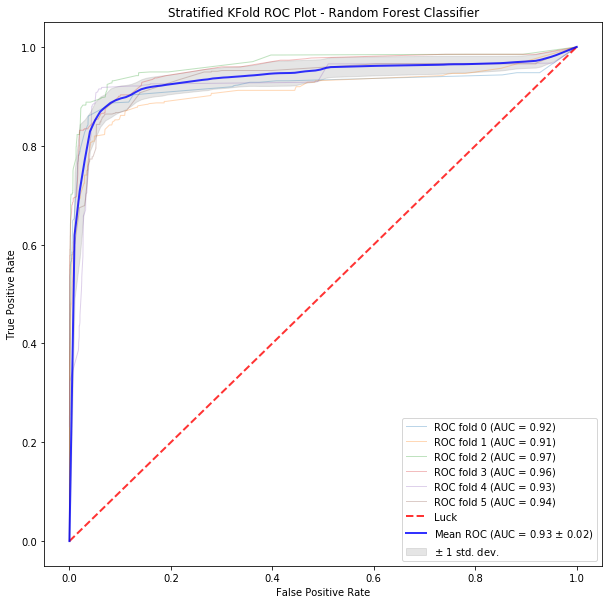 Stratified KFold ROC Plot - Random Forest Classifier
True Positive Rate
1.0
0.8
0.6
0.4
0.2
0.0
ROC fold 0 (AUC = 0.92)
ROC fold 1 (AUC = 0.91)
ROC fold 2 (AUC = 0.97)
ROC fold 3 (AUC = 0.96)
ROC fold 4 (AUC = 0.93)
ROC fold 5 (AUC = 0.94)
Luck
Mean ROC (AUC = 0.93 ± 0.02)
± 1 std. dev.
0.0 0.2 0.4 0.6 0.8 1.0
False Positive Rate